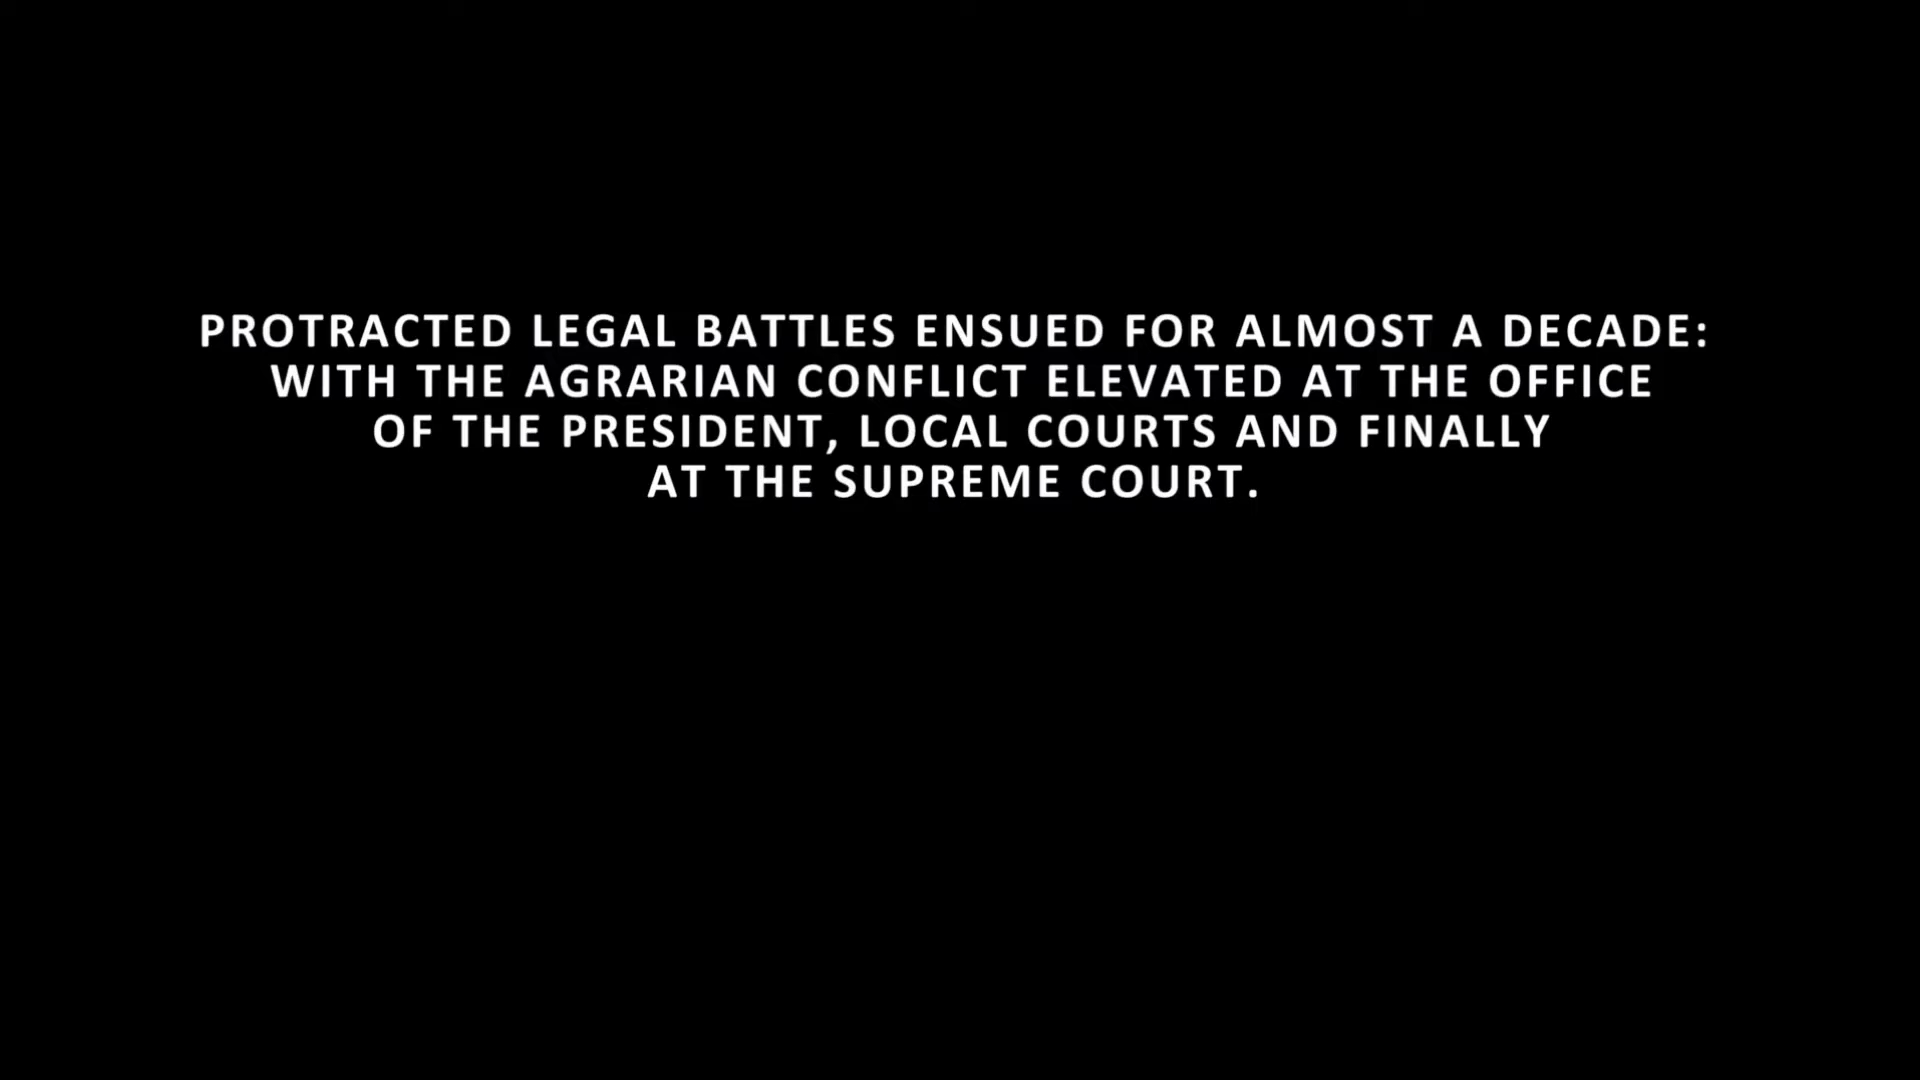 PROTRACTED LEGAL BATTLES ENSUED FOR ALMOST A DECADE:
WITH THE AGRARIAN CONFLICT ELEVATED AT THE OFFICE
OF THE PRESIDENT, LOCAL COURTS AND FINALLY
AT THE SUPREME COURT.